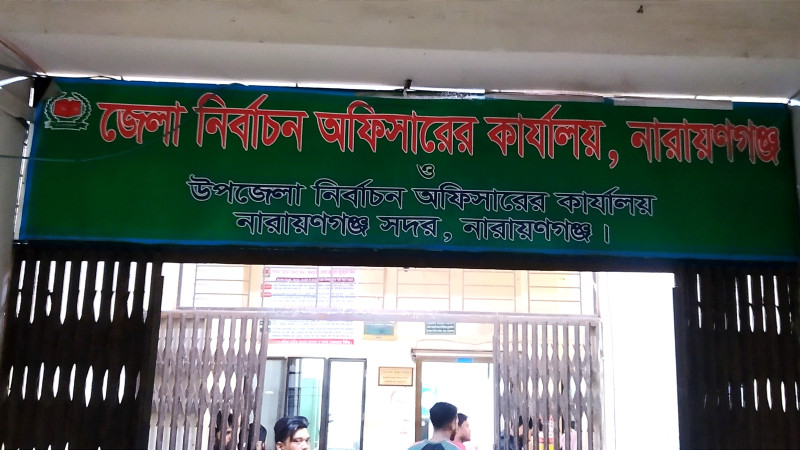 জেলা নির্বাচন অফিসারের কার্যালয়, নারায়ণগঞ্জ
ও
উপজেলা নির্বাচন অফিসারের কার্যালয়
নারায়ণগঞ্জ সদর, নারায়ণগঞ্জ।